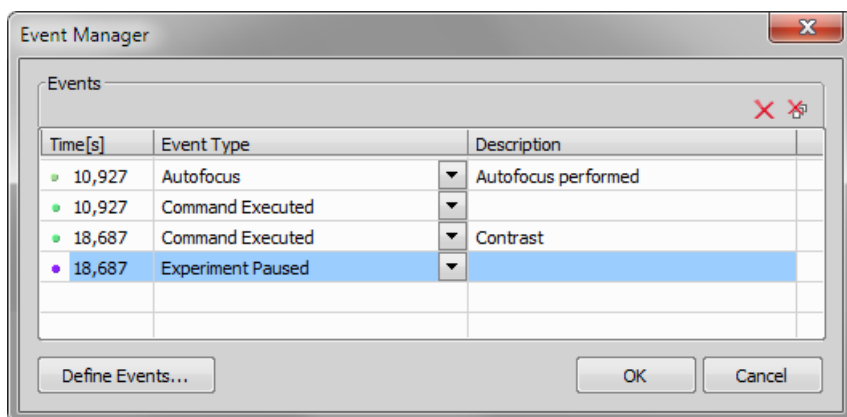 Event Manager
Events
Time[s] Event Type Description
10,927 Autofocus Autofocus performed
10,927 Command Executed
18,687 Command Executed Contrast
18,687 Experiment Paused
Define Events... OK Cancel